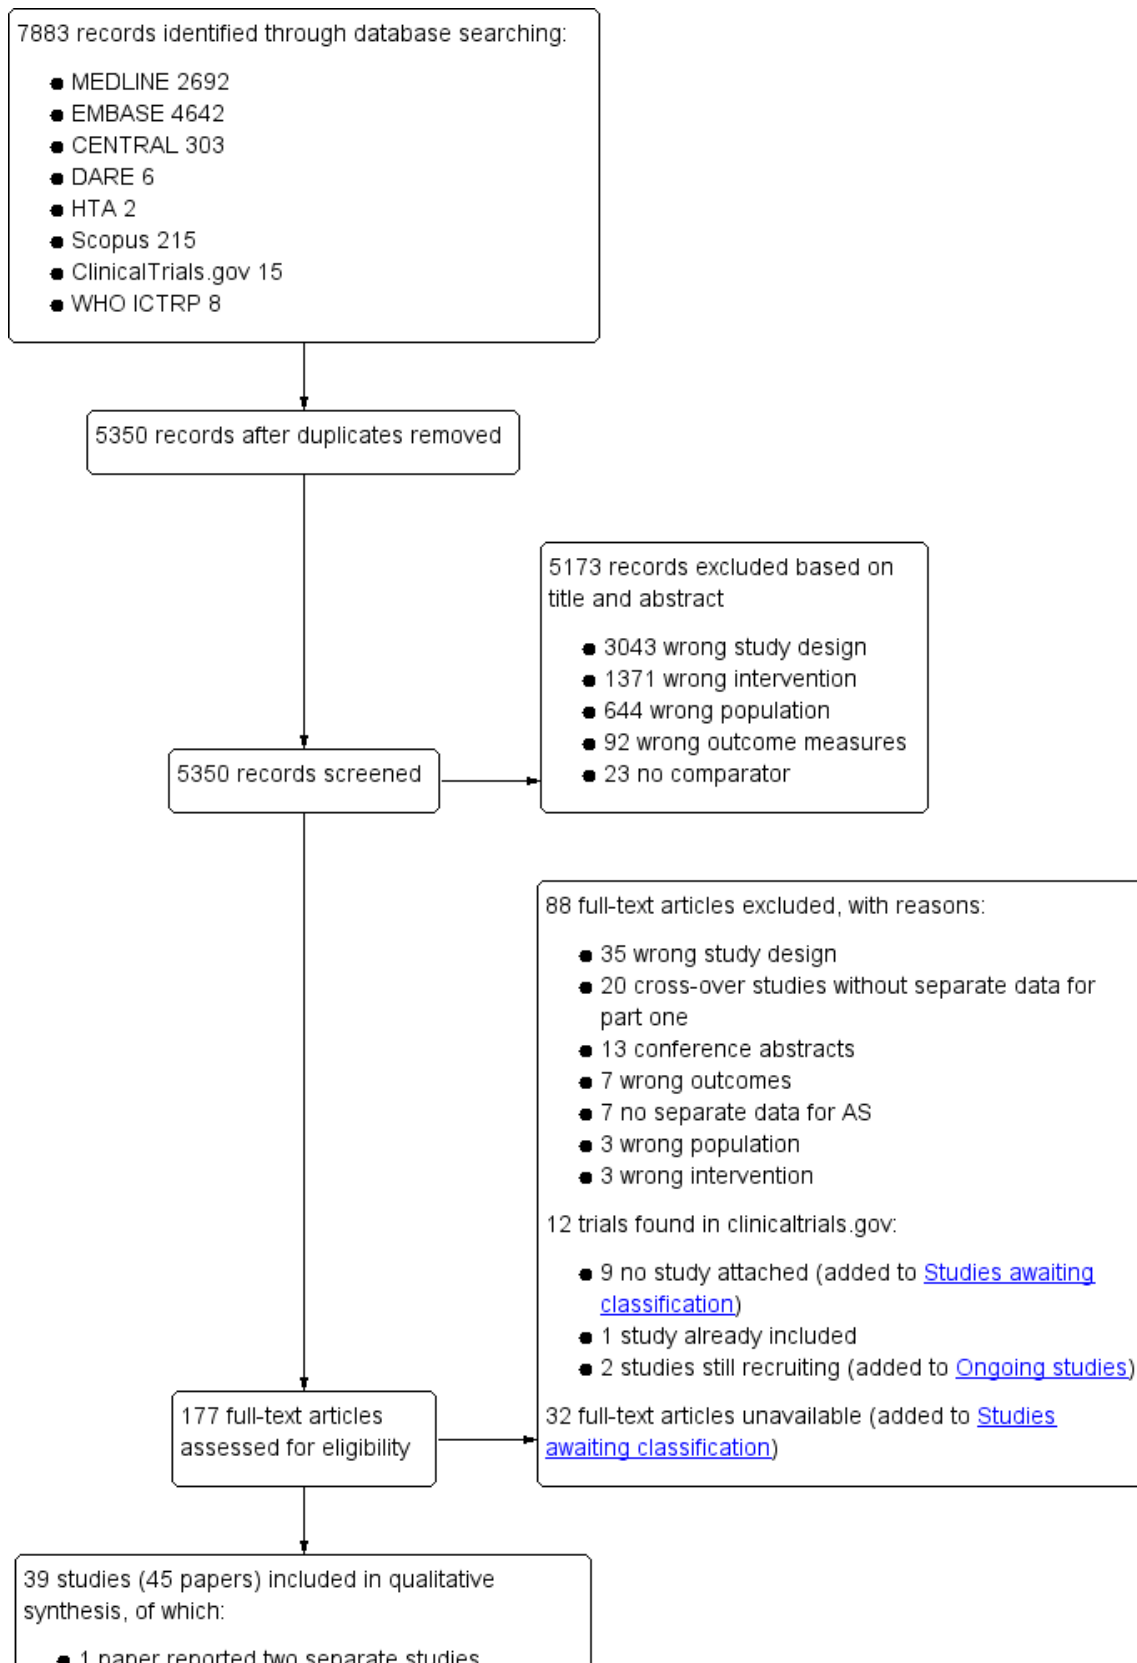 7883 records identified through database searching:
MEDLINE 2692
EMBASE 4642
CENTRAL 303
DARE 6
HTA 2
Scopus 215
ClinicalTrials.gov 15
WHO ICTRP 8
5350 records after duplicates removed
5173 records excluded based on
title and abstract
3043 wrong study design
1371 wrong intervention
644 wrong population
92 wrong outcome measures
23 no comparator
5350 records screened
88 full-text articles excluded, with reasons:
35 wrong study design
20 cross-over studies without separate data for
part one
13 conference abstracts
7 wrong outcomes
7 no separate data for AS
3 wrong population
3 wrong intervention
12 trials found in clinicaltrials.gov:
9 no study attached (added to Studies awaiting
classification)
1 study already included
2 studies still recruiting (added to Ongoing studies)
32 full-text articles unavailable (added to Studies
awaiting classification)
177 full-text articles
assessed for eligibility
39 studies (45 papers) included in qualitative
synthesis, of which:
1 paper reported two separate studies